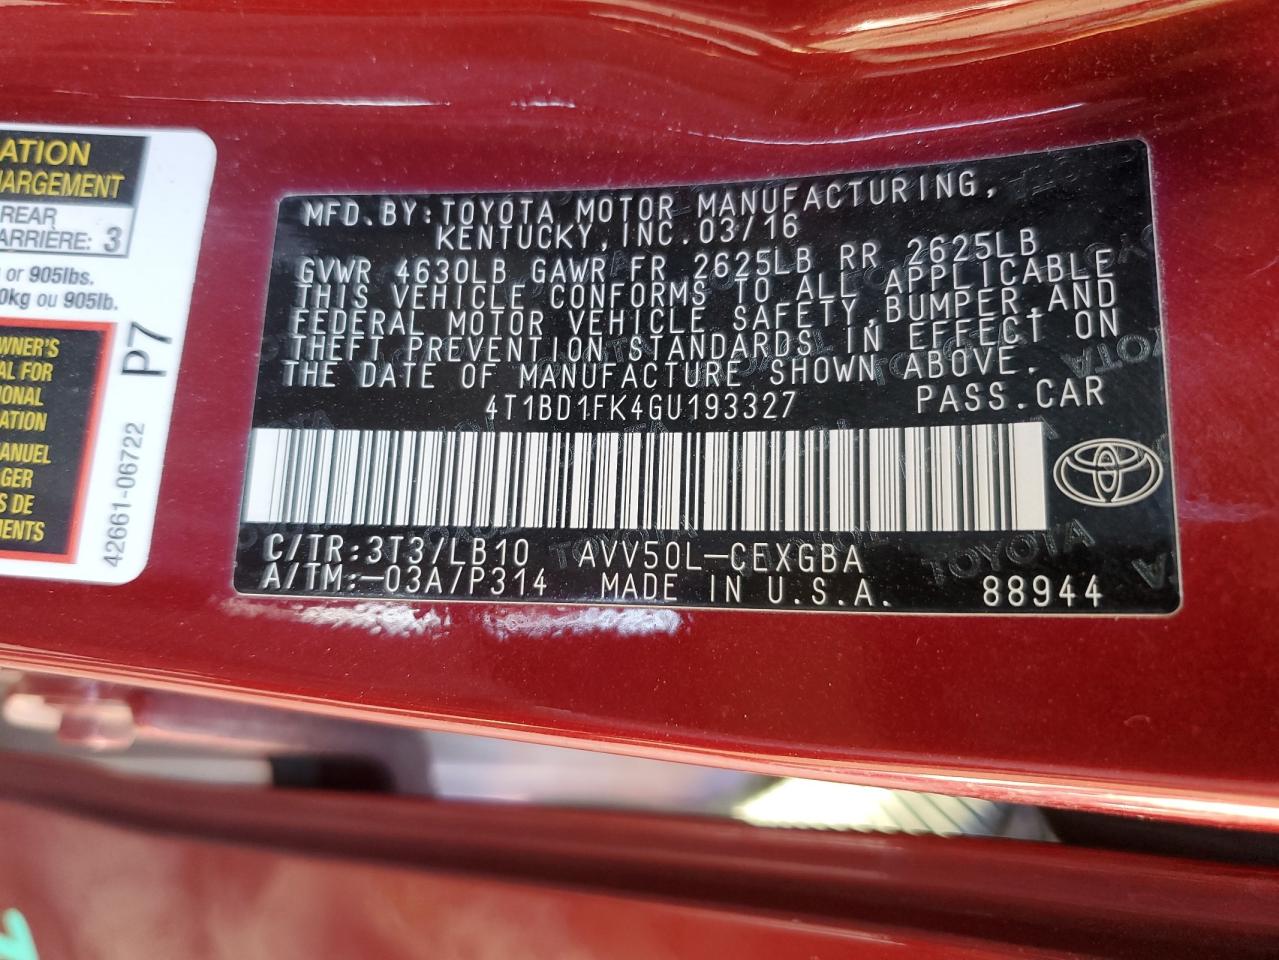 ATION
HARGEMENT
REAR
ARRIÈRE: 3
or 905lbs.
0kg ou 905lb.
WNER'S
AL FOR
IONAL
ATION
ANUEL
GER
S DE
MENTS
P7
42661-06722
MFD.BY:TOYOTA MOTOR MANUFACTURING,
KENTUCKY,INC.03/16
GVWR 4630LB GAWR FR 2625LB RR 2625LB
THIS VEHICLE CONFORMS TO ALL APPLICABLE
FEDERAL MOTOR VEHICLE SAFETY,BUMPER,AND
THEFT PREVENTION STANDARDS IN EFFECT ON
THE DATE OF MANUFACTURE SHOWN ABOVE.
4T1BD1FK4GU193327 PASS.CAR
C/TR:3T3/LB10 AVV50L-CEXGBA
A/TM:-03A/P314 MADE IN U.S.A. 88944